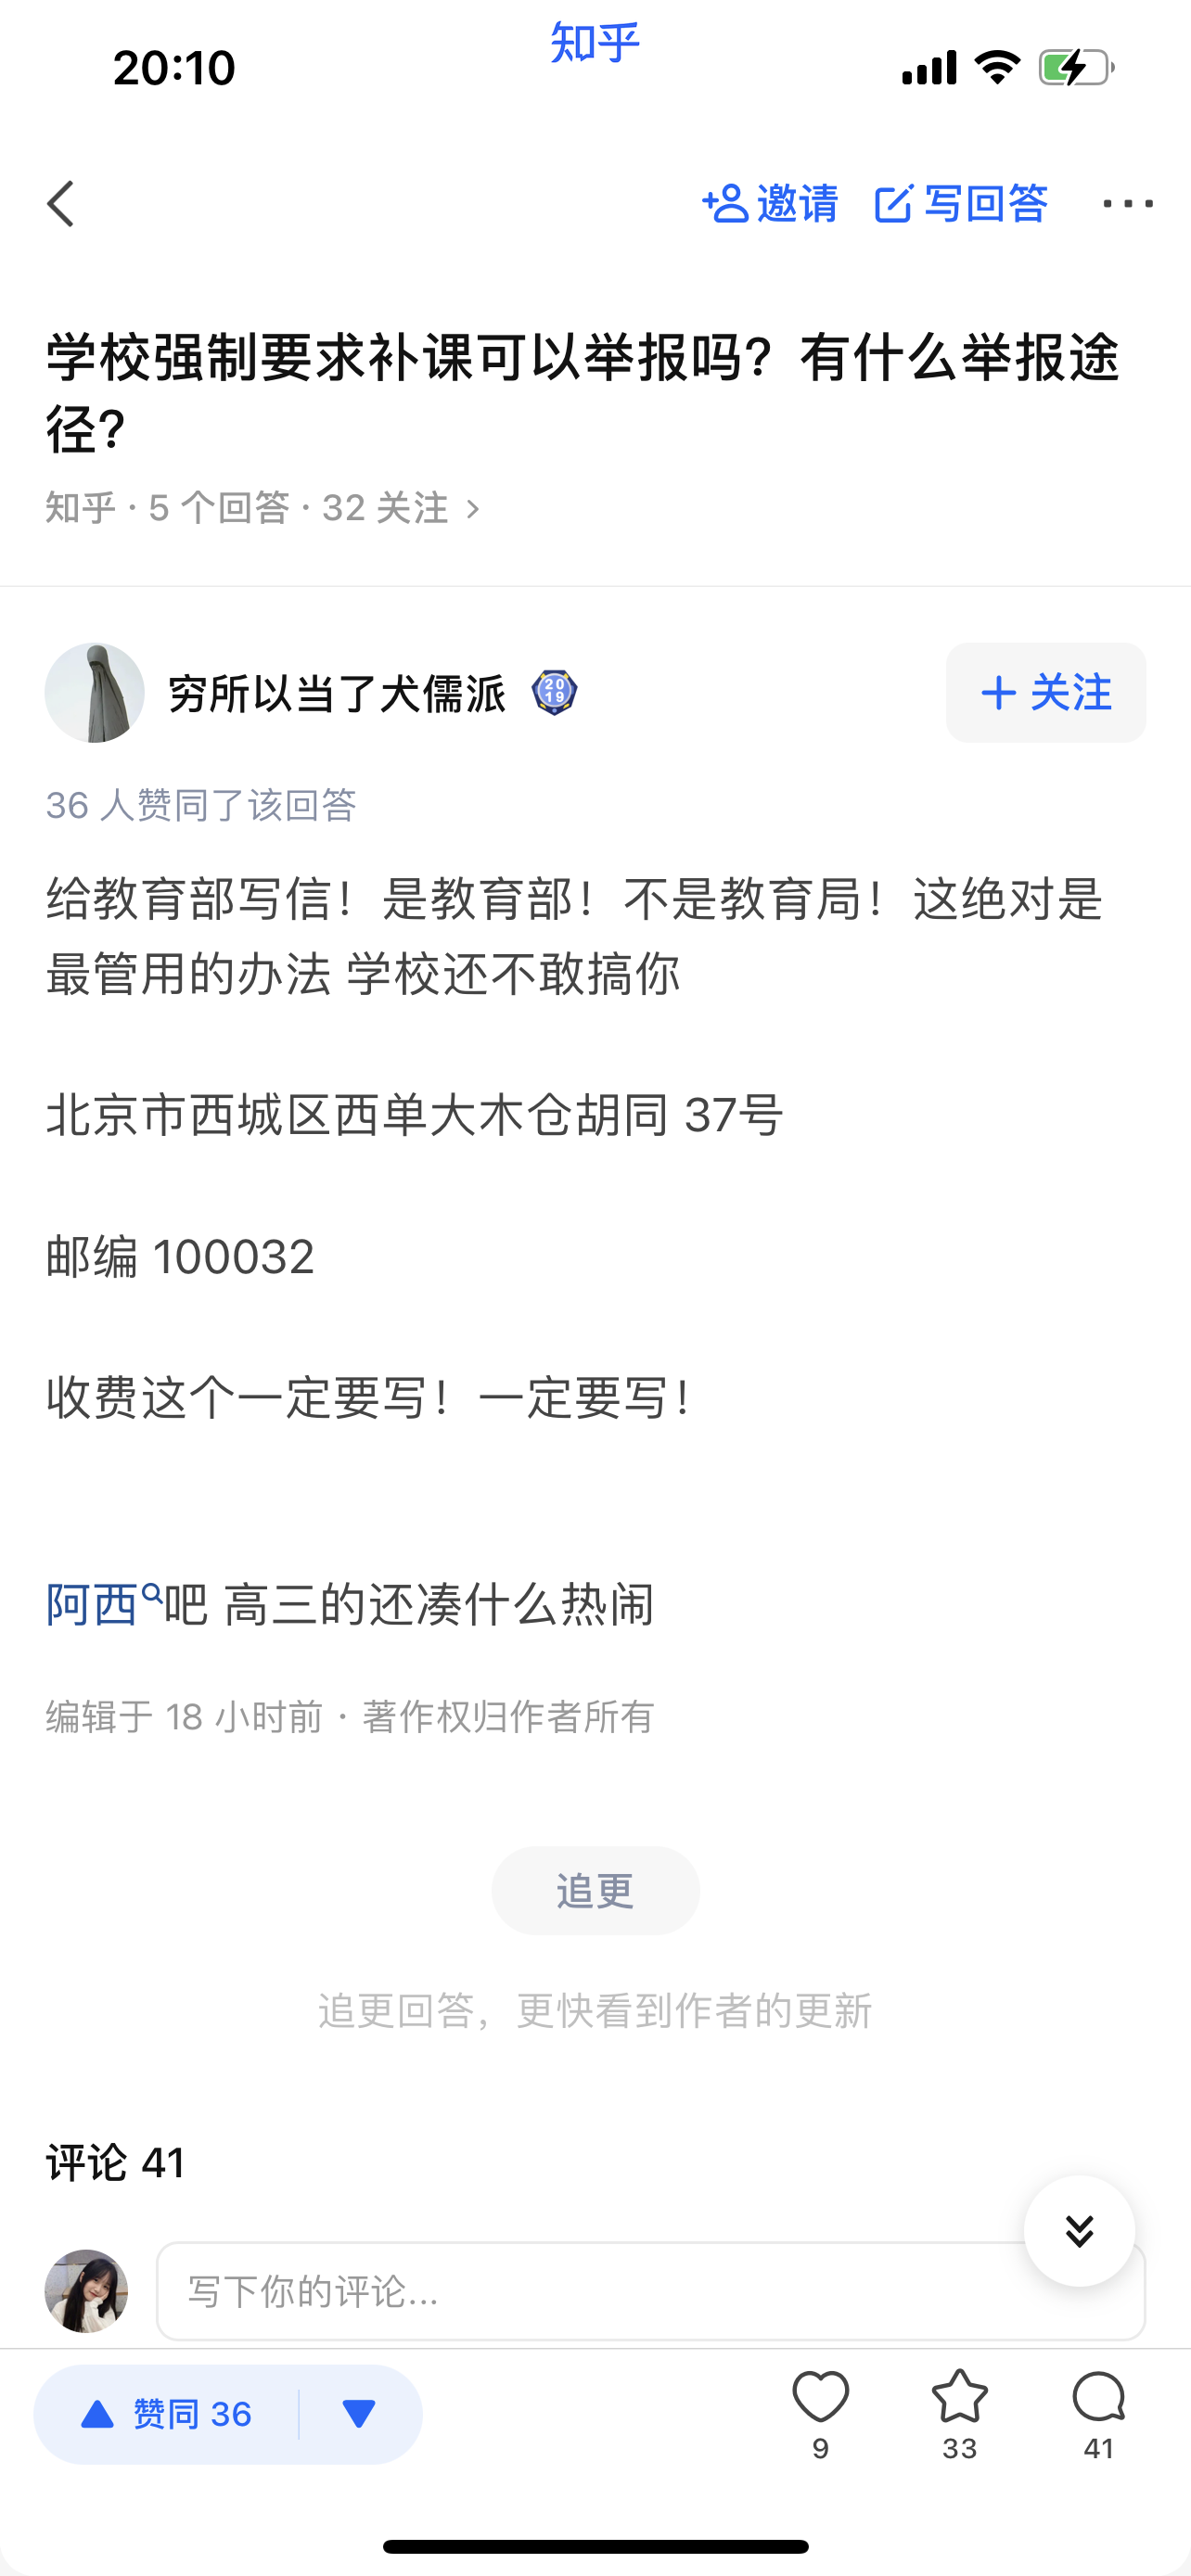 知乎
20:10
邀请 写回答
学校强制要求补课可以举报吗？有什么举报途
径？
知乎 · 5 个回答 · 32 关注 >
穷所以当了犬儒派 2019
+ 关注
36 人赞同了该回答
给教育部写信！是教育部！不是教育局！这绝对是
最管用的办法 学校还不敢搞你
北京市西城区西单大木仓胡同 37号
邮编 100032
收费这个一定要写！一定要写！
阿西吧 高三的还凑什么热闹
编辑于 18 小时前 · 著作权归作者所有
追更
追更回答，更快看到作者的更新
评论 41
写下你的评论...
赞同 36
9
33
41